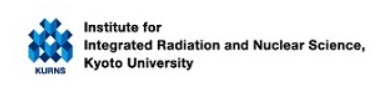 Institute for
Integrated Radiation and Nuclear Science,
Kyoto University
KURNS